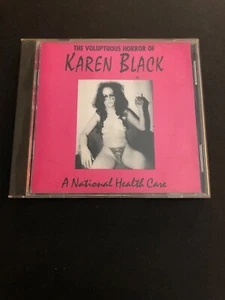 THE VOLUPTUOUS HORROR OF
KAREN BLACK
A National Health Care